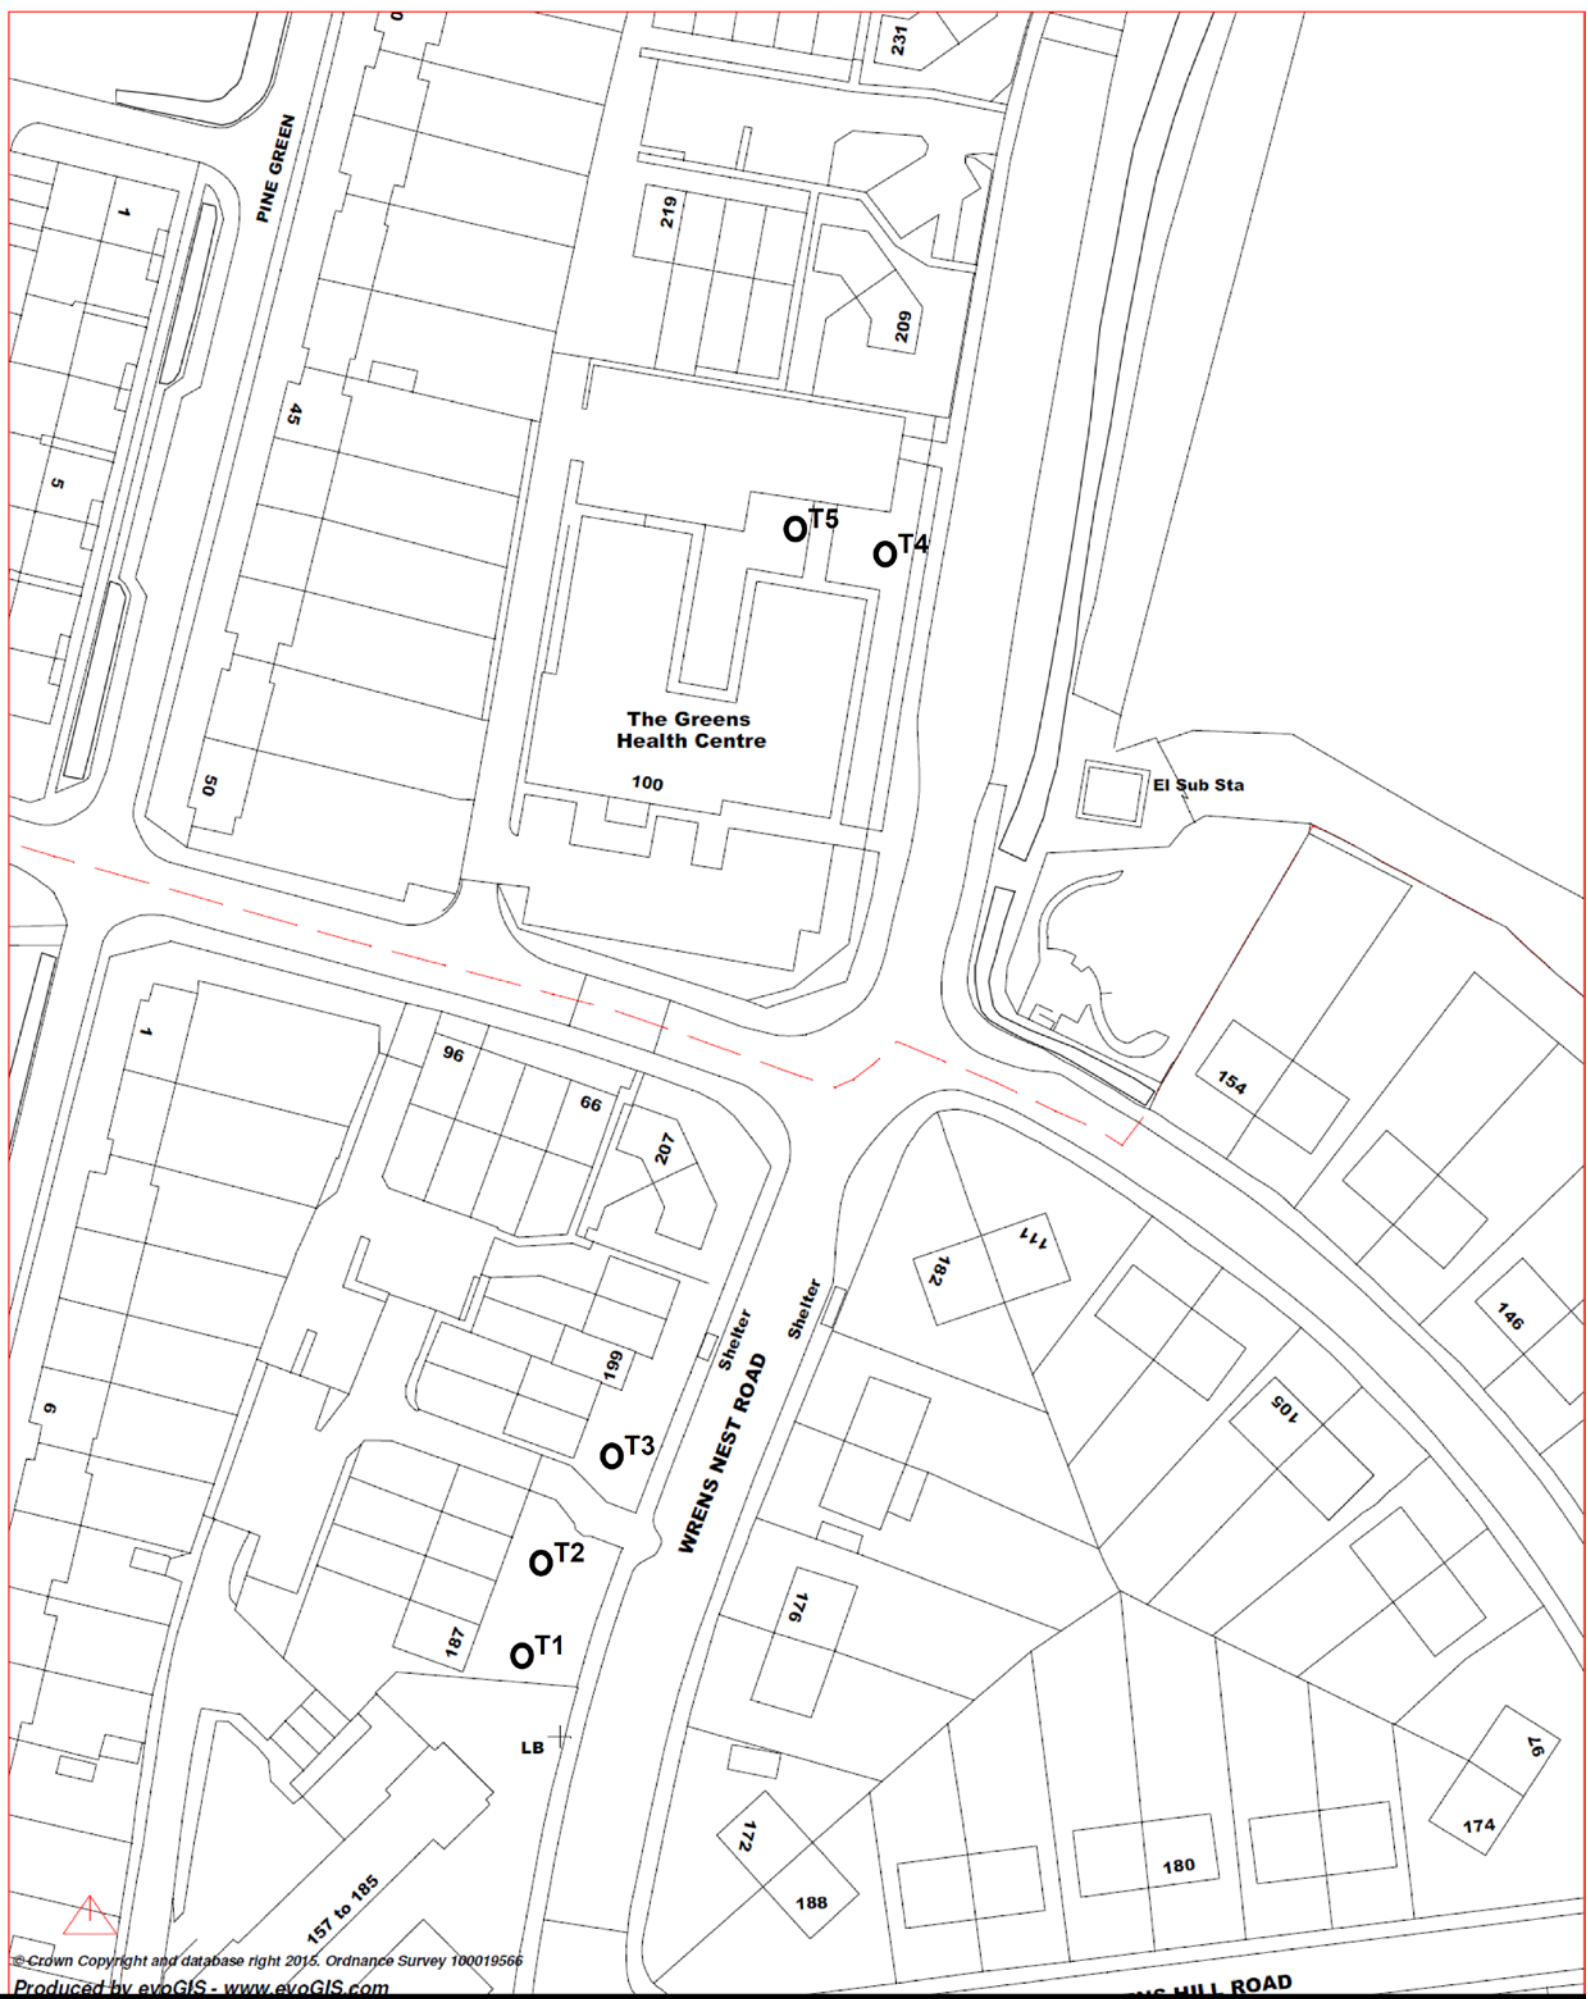 0
231
PINE GREEN
1
219
209
45
5
T5
T4
The Greens
Health Centre
100
50
El Sub Sta
1
96
66
207
154
111
182
Shelter
Shelter
146
199
105
6
T3
WRENS NEST ROAD
T2
176
187
T1
LB
97
172
174
180
188
157 to 185
© Crown Copyright and database right 2015. Ordnance Survey 100019566
Produced by evoGIS - www.evoGIS.com
NS HILL ROAD